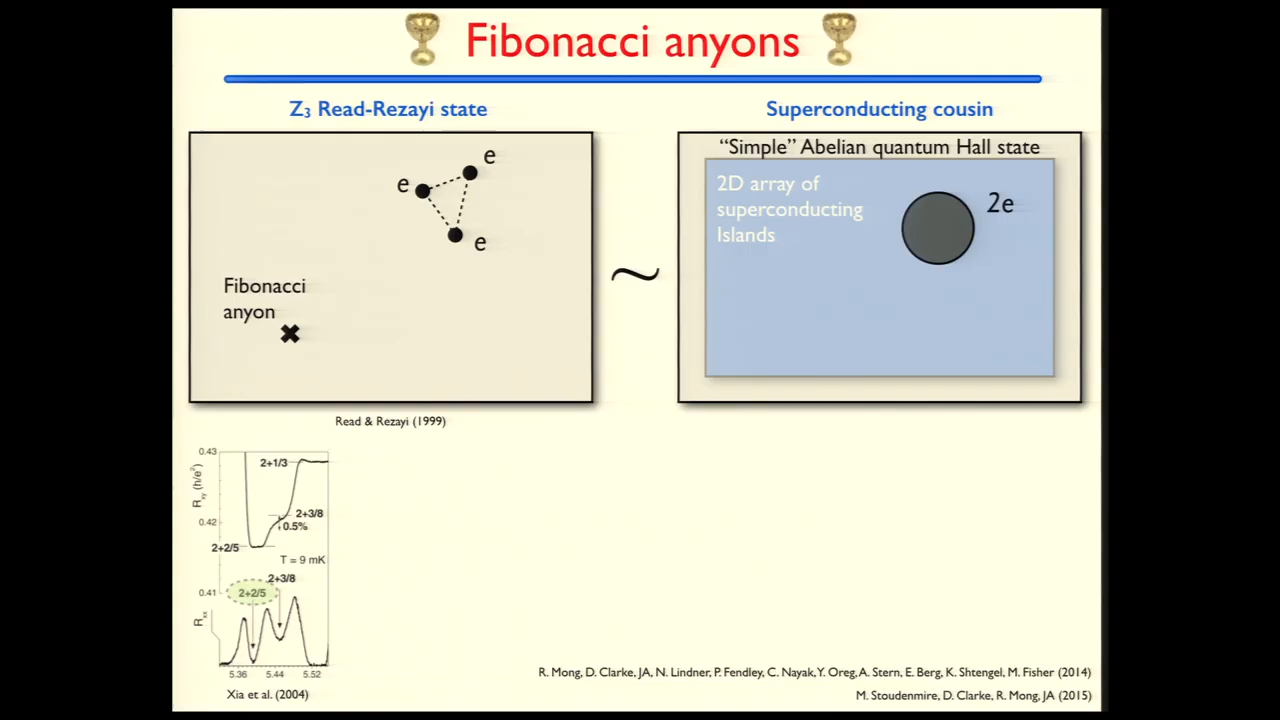 Fibonacci anyons
Z₃ Read-Rezayi state
e
e
e
Fibonacci
anyon
Read & Rezayi (1999)
~
Superconducting cousin
“Simple” Abelian quantum Hall state
2D array of
superconducting
Islands
2e
0.43
Rxy (h/e²)
2+1/3
2+3/8
0.5%
0.42
2+2/5
T = 9 mK
2+3/8
0.41
2+2/5
Rxx
5.36 5.44 5.52
Xia et al. (2004)
R. Mong, D. Clarke, JA, N. Lindner, P. Fendley, C. Nayak, Y. Oreg, A. Stern, E. Berg, K. Shtengel, M. Fisher (2014)
M. Stoudenmire, D. Clarke, R. Mong, JA (2015)